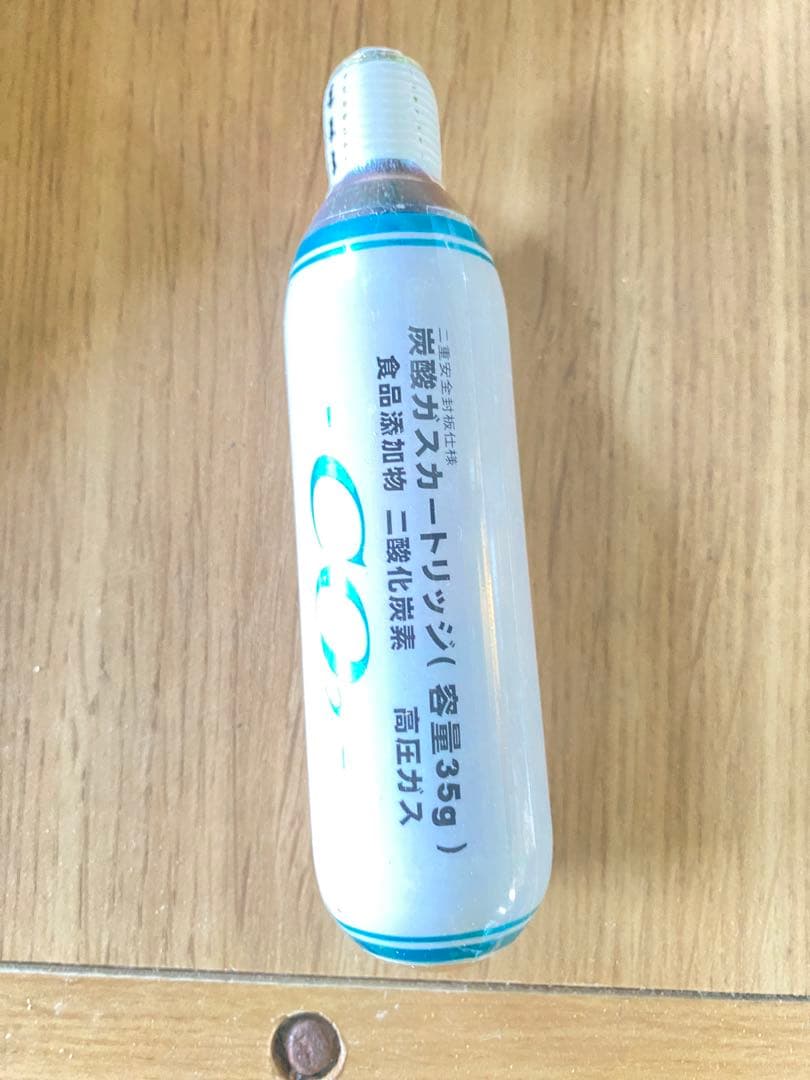 二重安全封板仕様
炭酸ガスカートリッジ(容量35g)
食品添加物 二酸化炭素 高圧ガス
- CO2 -